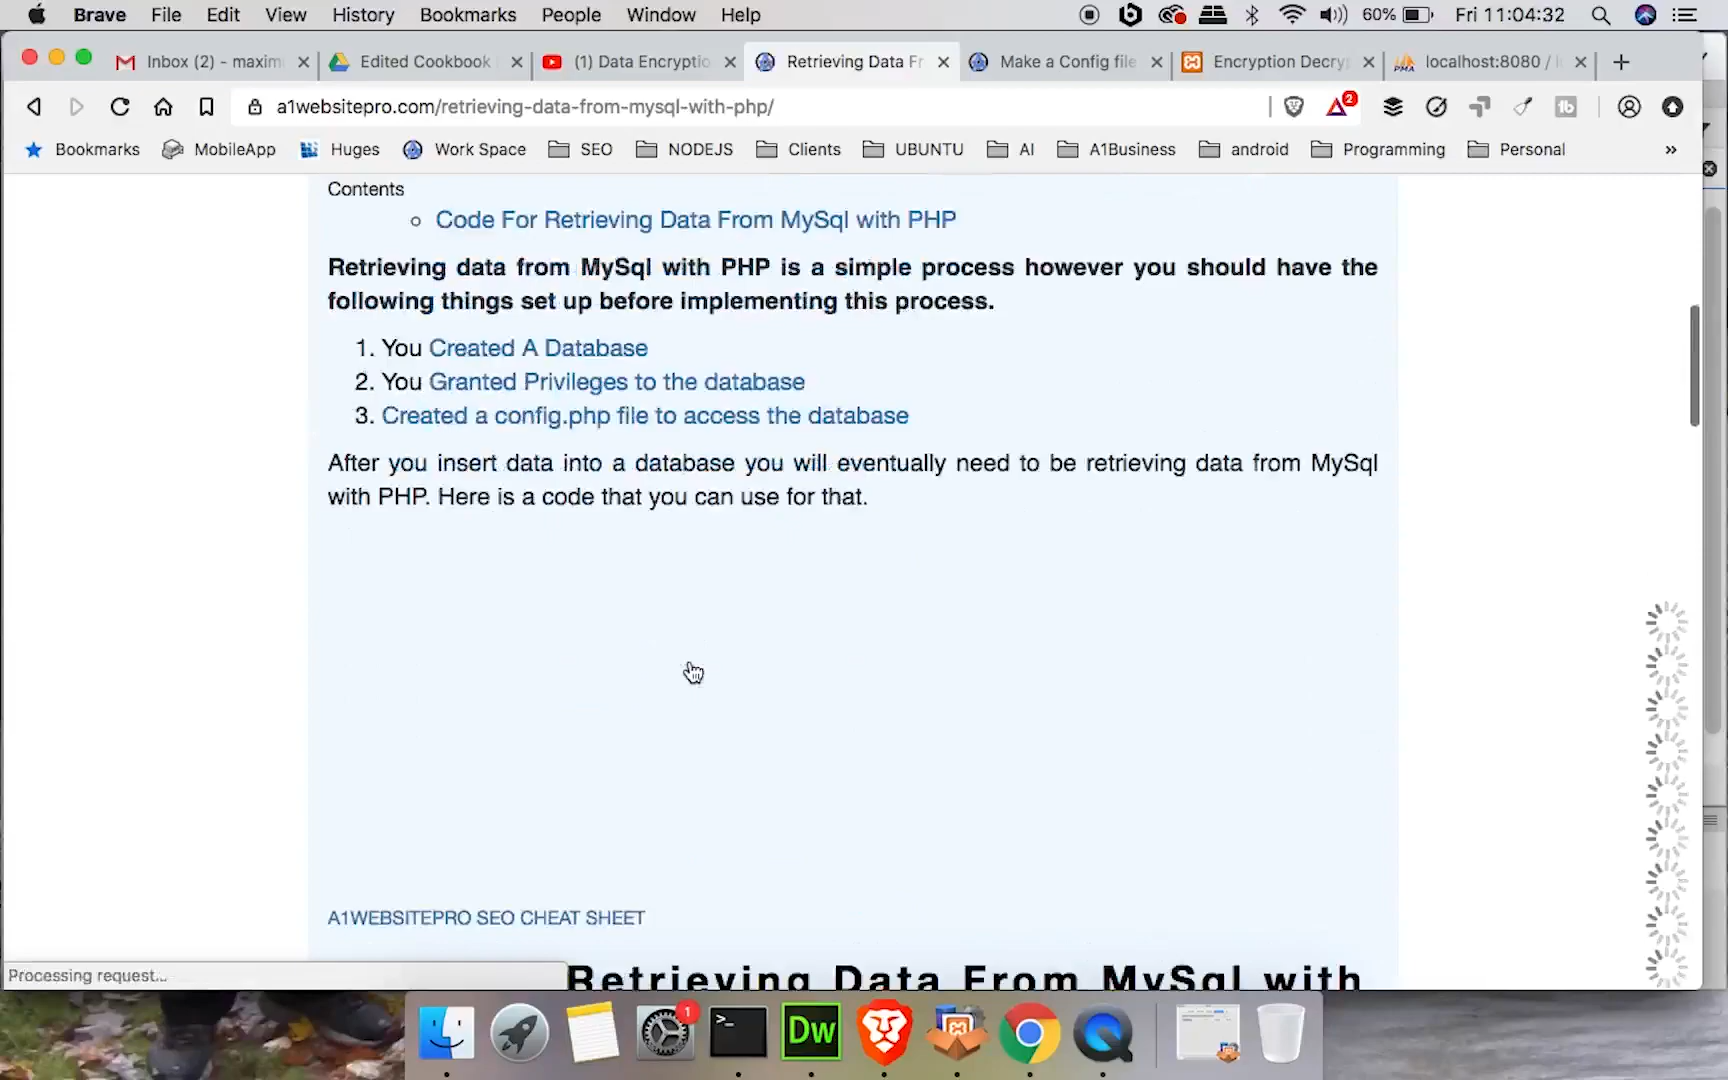 Brave File Edit View History Bookmarks People Window Help 60% Fri 11:04:32
Inbox (2) - maxim Edited Cookbook (1) Data Encryptio Retrieving Data Fr Make a Config file Encryption Decry PMA localhost:8080 /
a1websitepro.com/retrieving-data-from-mysql-with-php/ 2 tb
Bookmarks MobileApp Huges Work Space SEO NODEJS Clients UBUNTU AI A1Business android Programming Personal »
Contents
Code For Retrieving Data From MySql with PHP
Retrieving data from MySql with PHP is a simple process however you should have the
following things set up before implementing this process.
1. You Created A Database
2. You Granted Privileges to the database
3. Created a config.php file to access the database
After you insert data into a database you will eventually need to be retrieving data from MySql
with PHP. Here is a code that you can use for that.
A1WEBSITEPRO SEO CHEAT SHEET
Retrieving Data From MySql with
Processing request...
1
>_
Dw